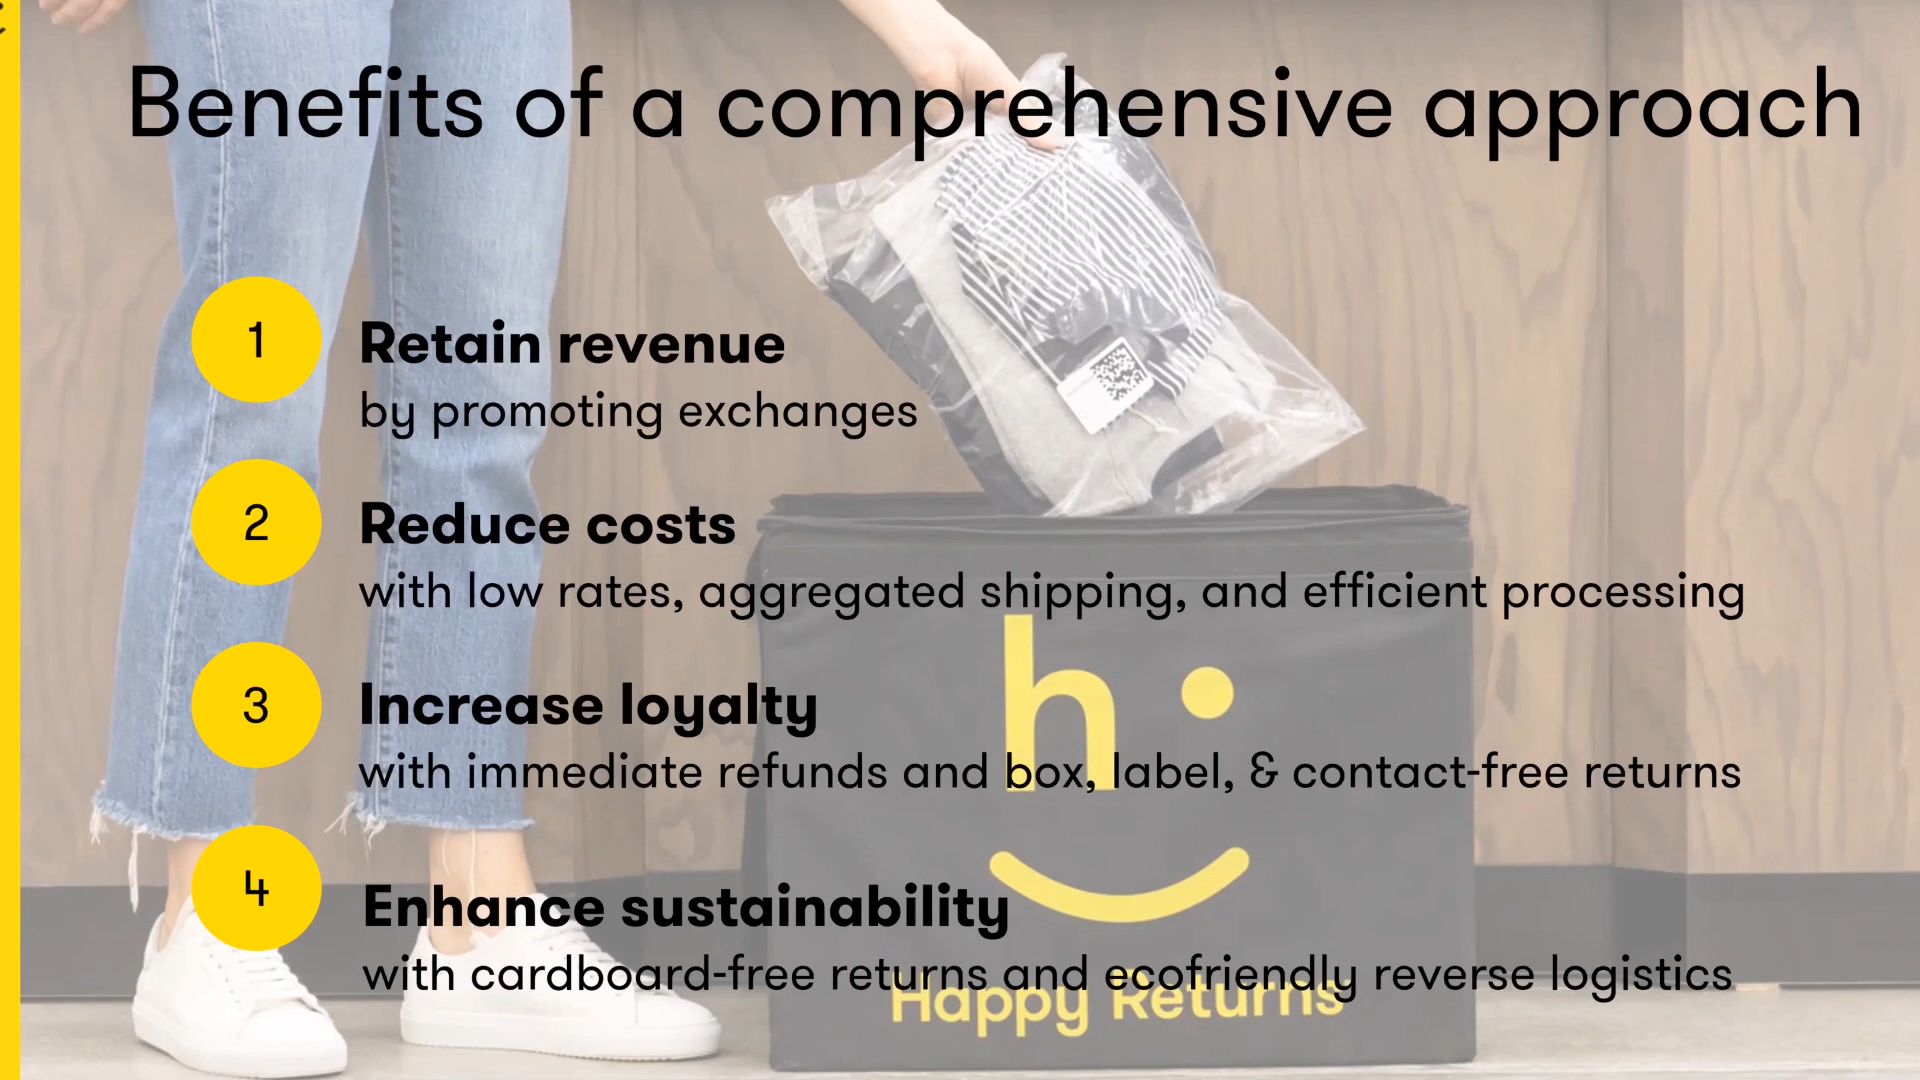 Benefits of a comprehensive approach
1
Retain revenue
by promoting exchanges
2
Reduce costs
with low rates, aggregated shipping, and efficient processing
3
Increase loyalty
with immediate refunds and box, label, & contact-free returns
4
Enhance sustainability
with cardboard-free returns and ecofriendly reverse logistics
h
Happy Returns